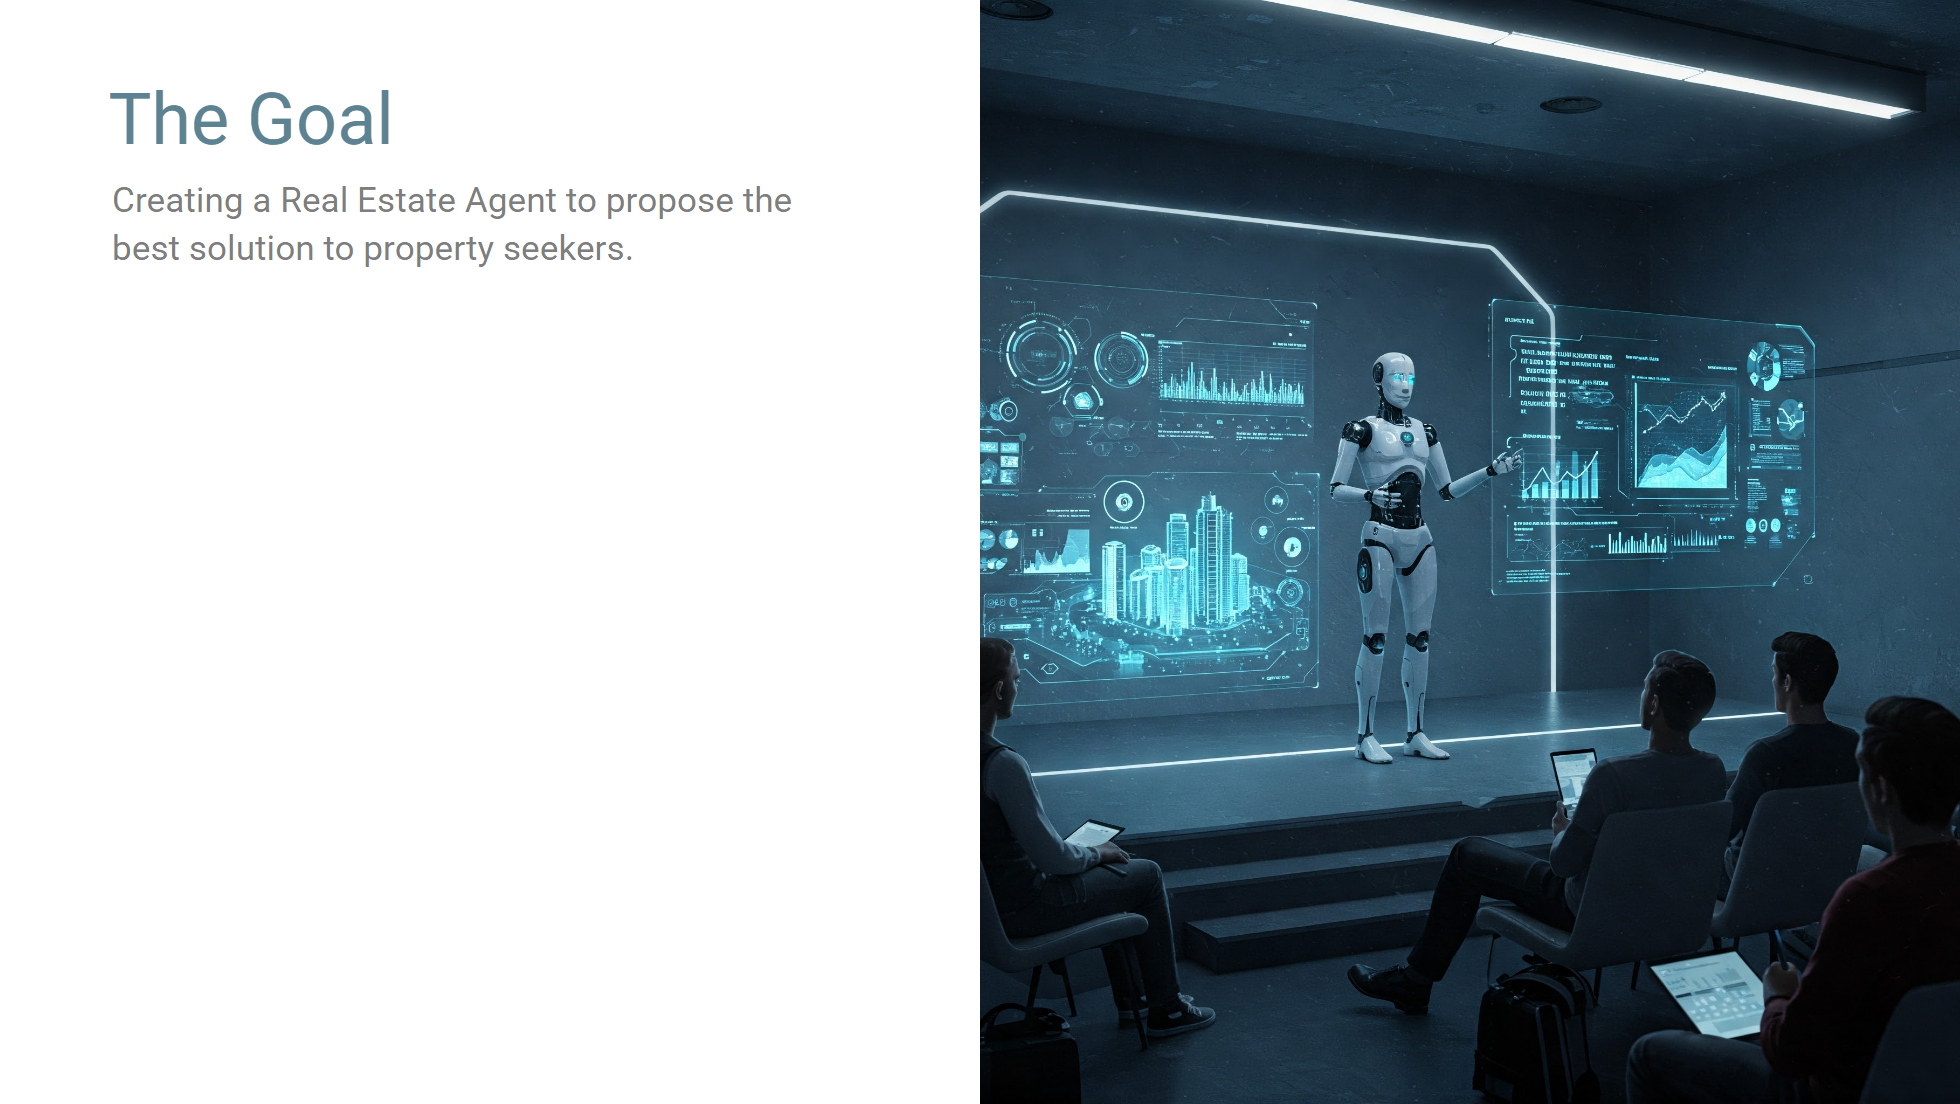 The Goal
Creating a Real Estate Agent to propose the
best solution to property seekers.